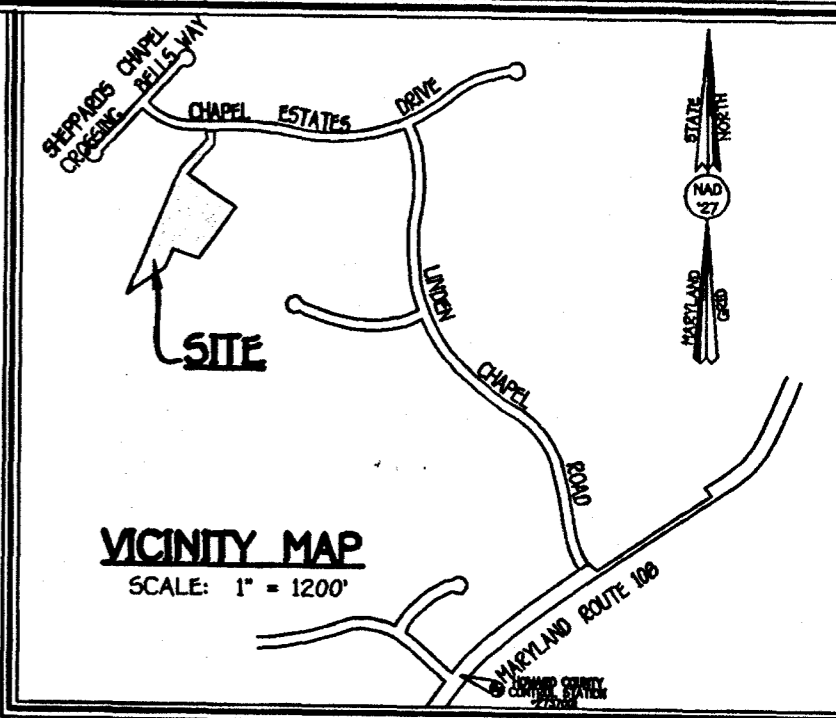 SHEPPARDS CHAPEL
CROSSING BELLS WAY
CHAPEL ESTATES DRIVE
STATE NORTH
NAD
'27
MARYLAND GRID
LINDEN CHAPEL ROAD
SITE
VICINITY MAP
SCALE: 1" = 1200'
MARYLAND ROUTE 108
HOWARD COUNTY
CONTROL STATION